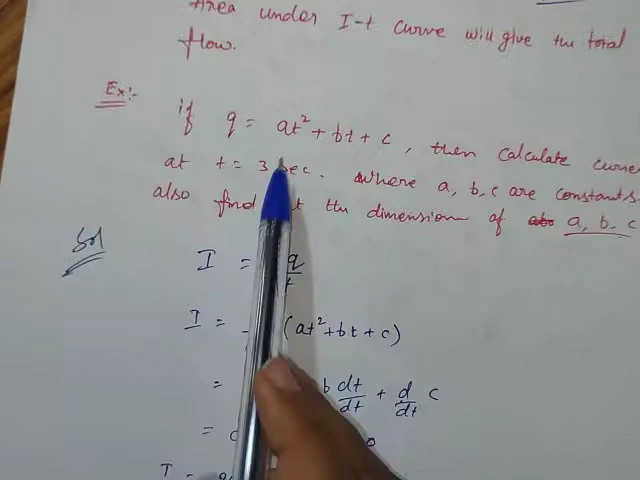 Area under I-t curve will give the total
flow.
Ex:-
if q = at² + bt + c, then calculate
at t = 3 sec. where a, b, c are constants.
also find the dimension of a, b, c
Sol
I = q
I = (at² + bt + c)
= b dt/dt + d/dt c
=
I =